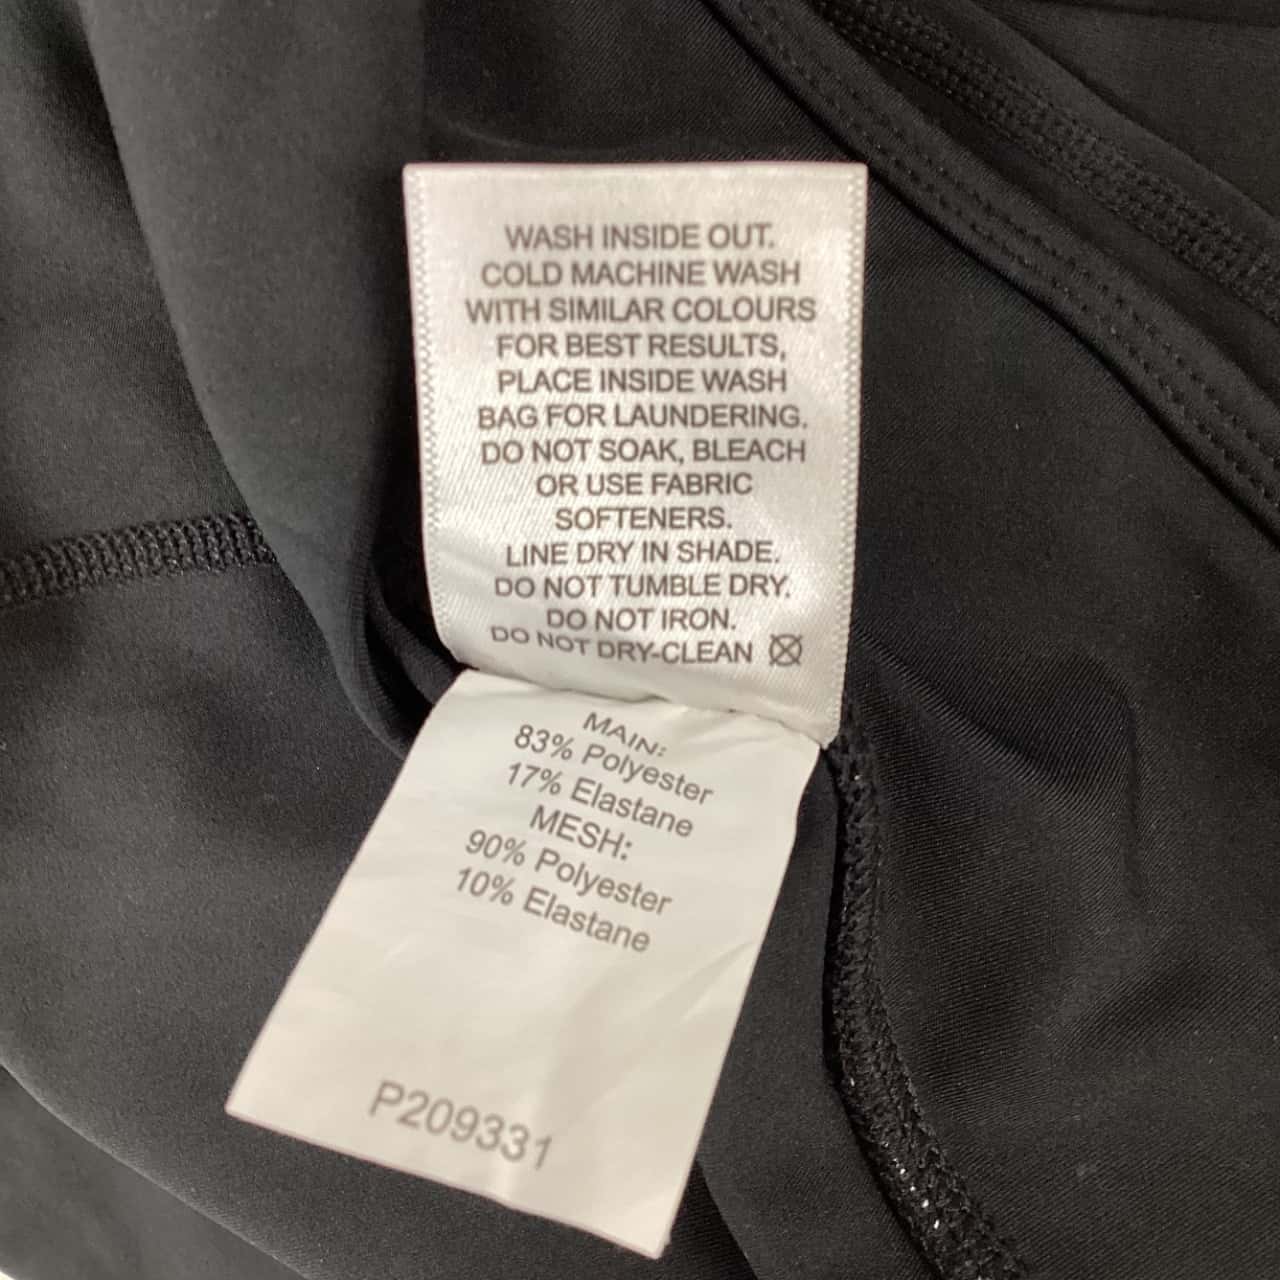 WASH INSIDE OUT.
COLD MACHINE WASH
WITH SIMILAR COLOURS
FOR BEST RESULTS,
PLACE INSIDE WASH
BAG FOR LAUNDERING.
DO NOT SOAK, BLEACH
OR USE FABRIC
SOFTENERS.
LINE DRY IN SHADE.
DO NOT TUMBLE DRY.
DO NOT IRON.
DO NOT DRY-CLEAN
MAIN:
83% Polyester
17% Elastane
MESH:
90% Polyester
10% Elastane
P209331